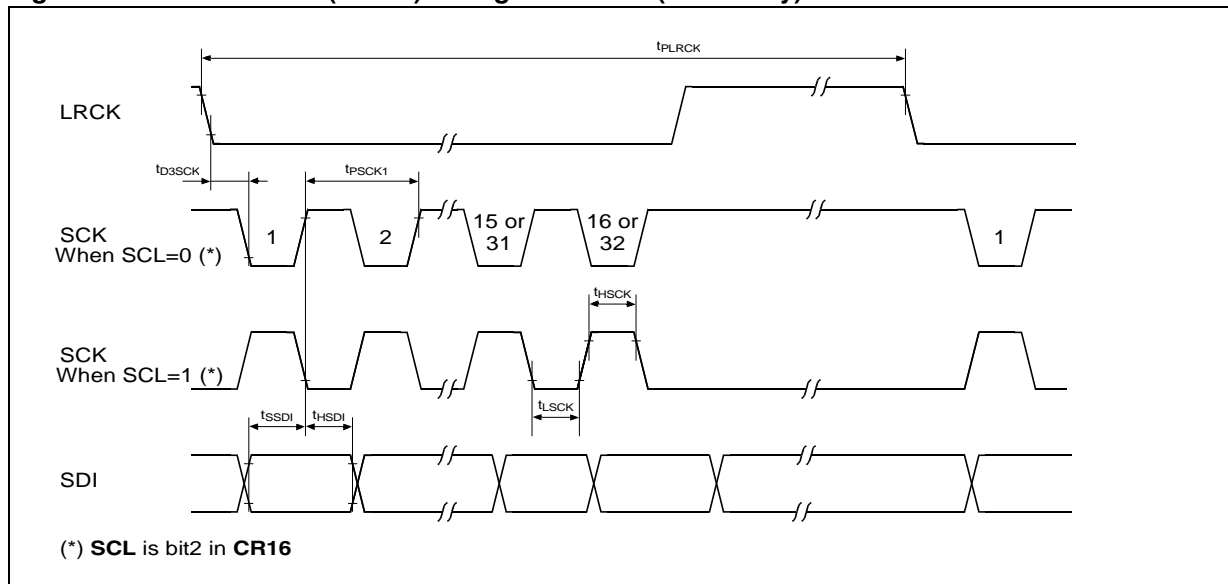 tPLRCK
LRCK
tD3SCK
tPSCK1
SCK
When SCL=0 (*)
1
2
15 or
31
16 or
32
1
tHSCK
SCK
When SCL=1 (*)
tSSDI
tHSDI
tLSCK
SDI
(*) SCL is bit2 in CR16